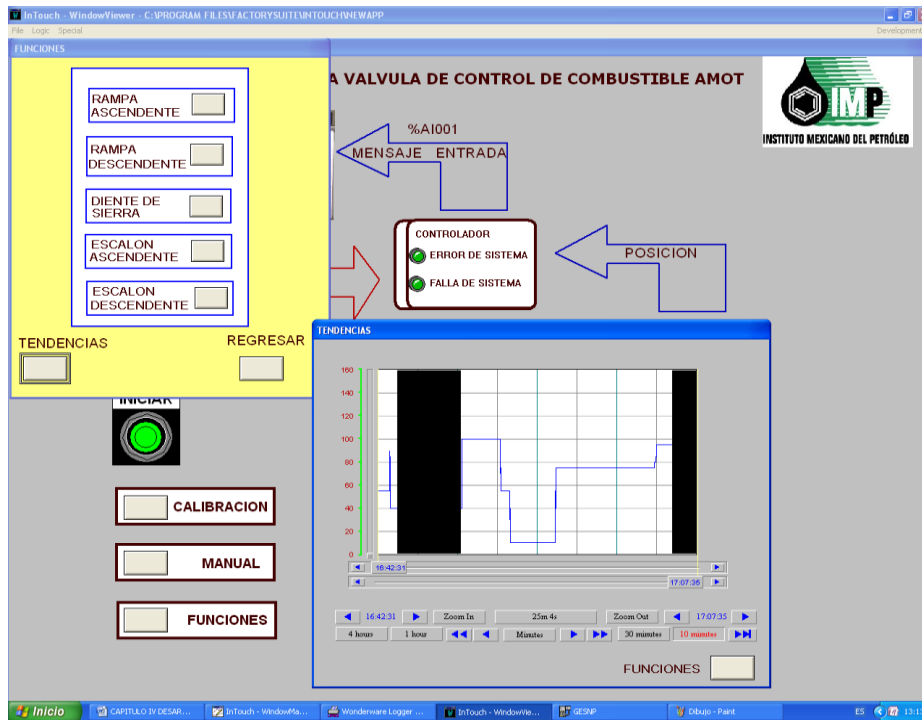 InTouch - WindowViewer - C:\PROGRAM FILES\FACTORYSUITE\INTOUCH\NEWAPP
File Logic Special
Development
FUNCIONES
A VALVULA DE CONTROL DE COMBUSTIBLE AMOT
IMP
INSTITUTO MEXICANO DEL PETRÓLEO
RAMPA
ASCENDENTE
RAMPA
DESCENDENTE
DIENTE DE
SIERRA
ESCALON
ASCENDENTE
ESCALON
DESCENDENTE
TENDENCIAS
REGRESAR
%AI001
MENSAJE ENTRADA
CONTROLADOR
ERROR DE SISTEMA
FALLA DE SISTEMA
POSICION
INICIAR
CALIBRACION
MANUAL
FUNCIONES
TENDENCIAS
160
140
120
100
80
60
40
20
0
16:42:31
17:07:36
16:42:31 Zoom In 25m 4s Zoom Out 17:07:35
4 hours 1 hour Minutes 30 minutes 10 minutes
FUNCIONES
Inicio
CAPITULO IV DESAR...
InTouch - WindowMa...
Wonderware Logger ...
InTouch - WindowVie...
GESNP
Dibujo - Paint
ES